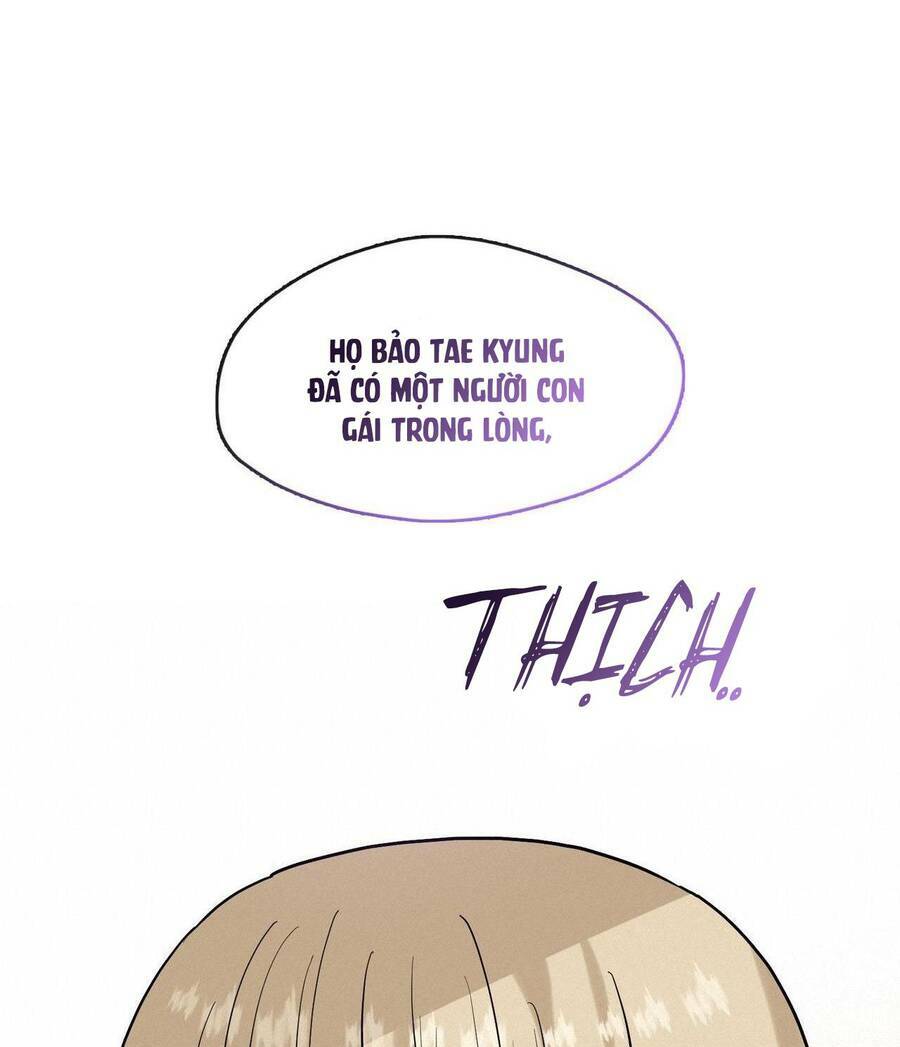 HỌ BẢO TAE KYUNG
ĐÃ CÓ MỘT NGƯỜI CON
GÁI TRONG LÒNG,
THỊCH..